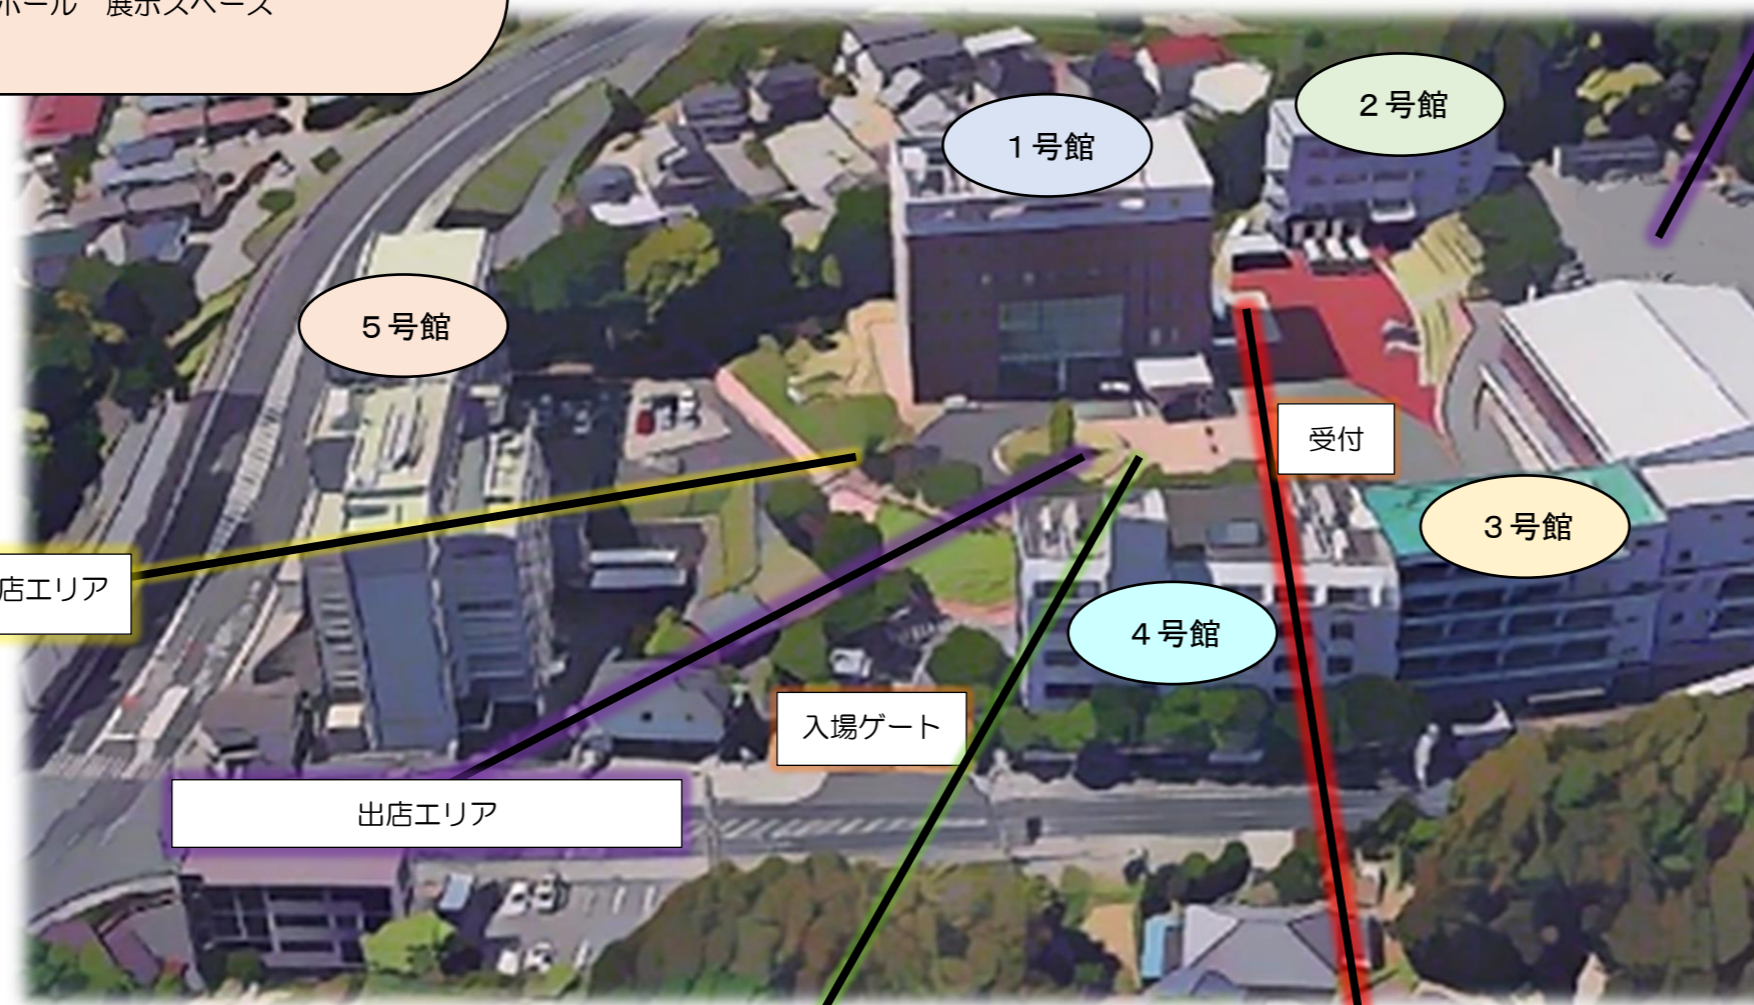 ホール 展示スペース
2号館
1号館
5号館
受付
3号館
店エリア
4号館
入場ゲート
出店エリア